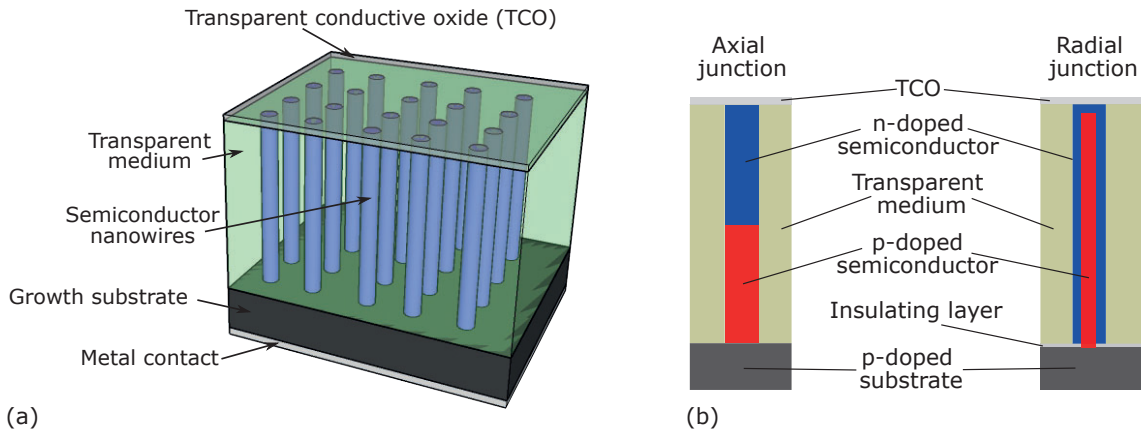 Transparent conductive oxide (TCO)
(a)
Transparent
medium
Semiconductor
nanowires
Growth substrate
Metal contact
Axial
junction
Radial
junction
TCO
n-doped
semiconductor
Transparent
medium
p-doped
semiconductor
Insulating layer
p-doped
substrate
(b)